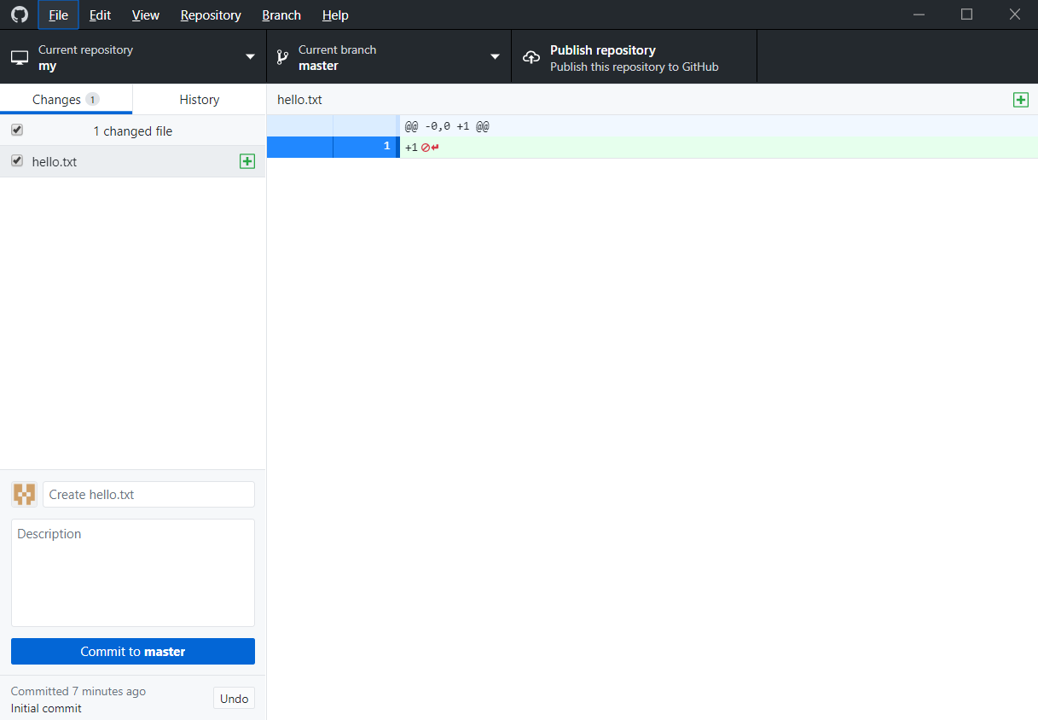 File Edit View Repository Branch Help
Current repository
my
Current branch
master
Publish repository
Publish this repository to GitHub
Changes 1
History
hello.txt
1 changed file
hello.txt
@@ -0,0 +1 @@
1 +1
Create hello.txt
Description
Commit to master
Committed 7 minutes ago
Initial commit
Undo